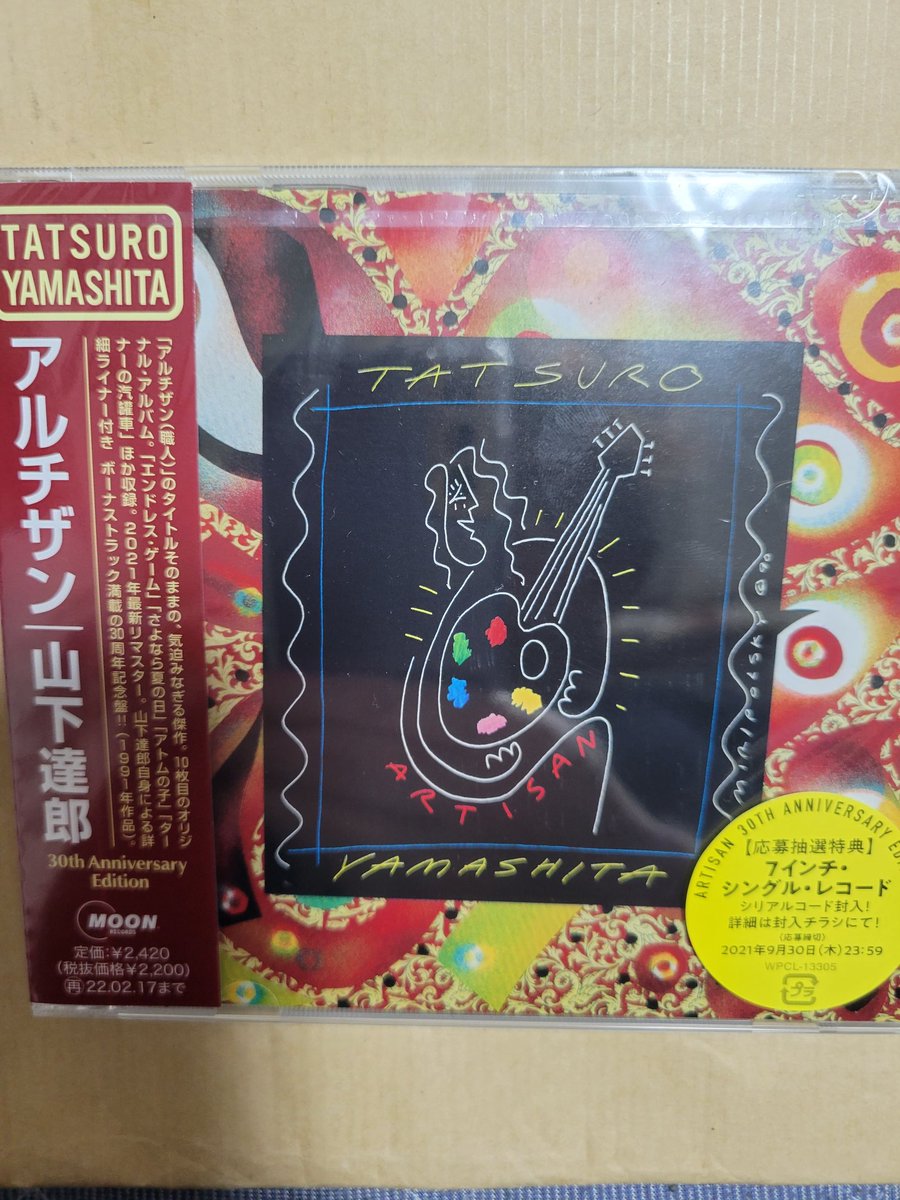 TATSURO
YAMASHITA
アルチザン|山下達郎
「アルチザン(職人)」のタイトルそのままの、気迫みなぎる傑作。10枚目のオリジ
ナル・アルバム。「エンドレス・ゲーム」「さよなら夏の日」「アトムの子」「ター
ナーの汽罐車」ほか収録。2021年最新リマスター。山下達郎自身による詳
細ライナー付き ボーナストラック満載の30周年記念盤!!(1991年作品)。
30th Anniversary
Edition
MOON
RECORDS
定価:¥2,420
(税抜価格¥2,200)
再22.02.17まで
TATSURO
ARTISAN
YAMASHITA
ARTISAN 30TH ANNIVERSARY
【応募抽選特典】
7インチ・
シングル・レコード
シリアルコード封入!
詳細は封入チラシにて!
(応募締切)
2021年9月30日(木)23:59
WPCL-13305
プラ